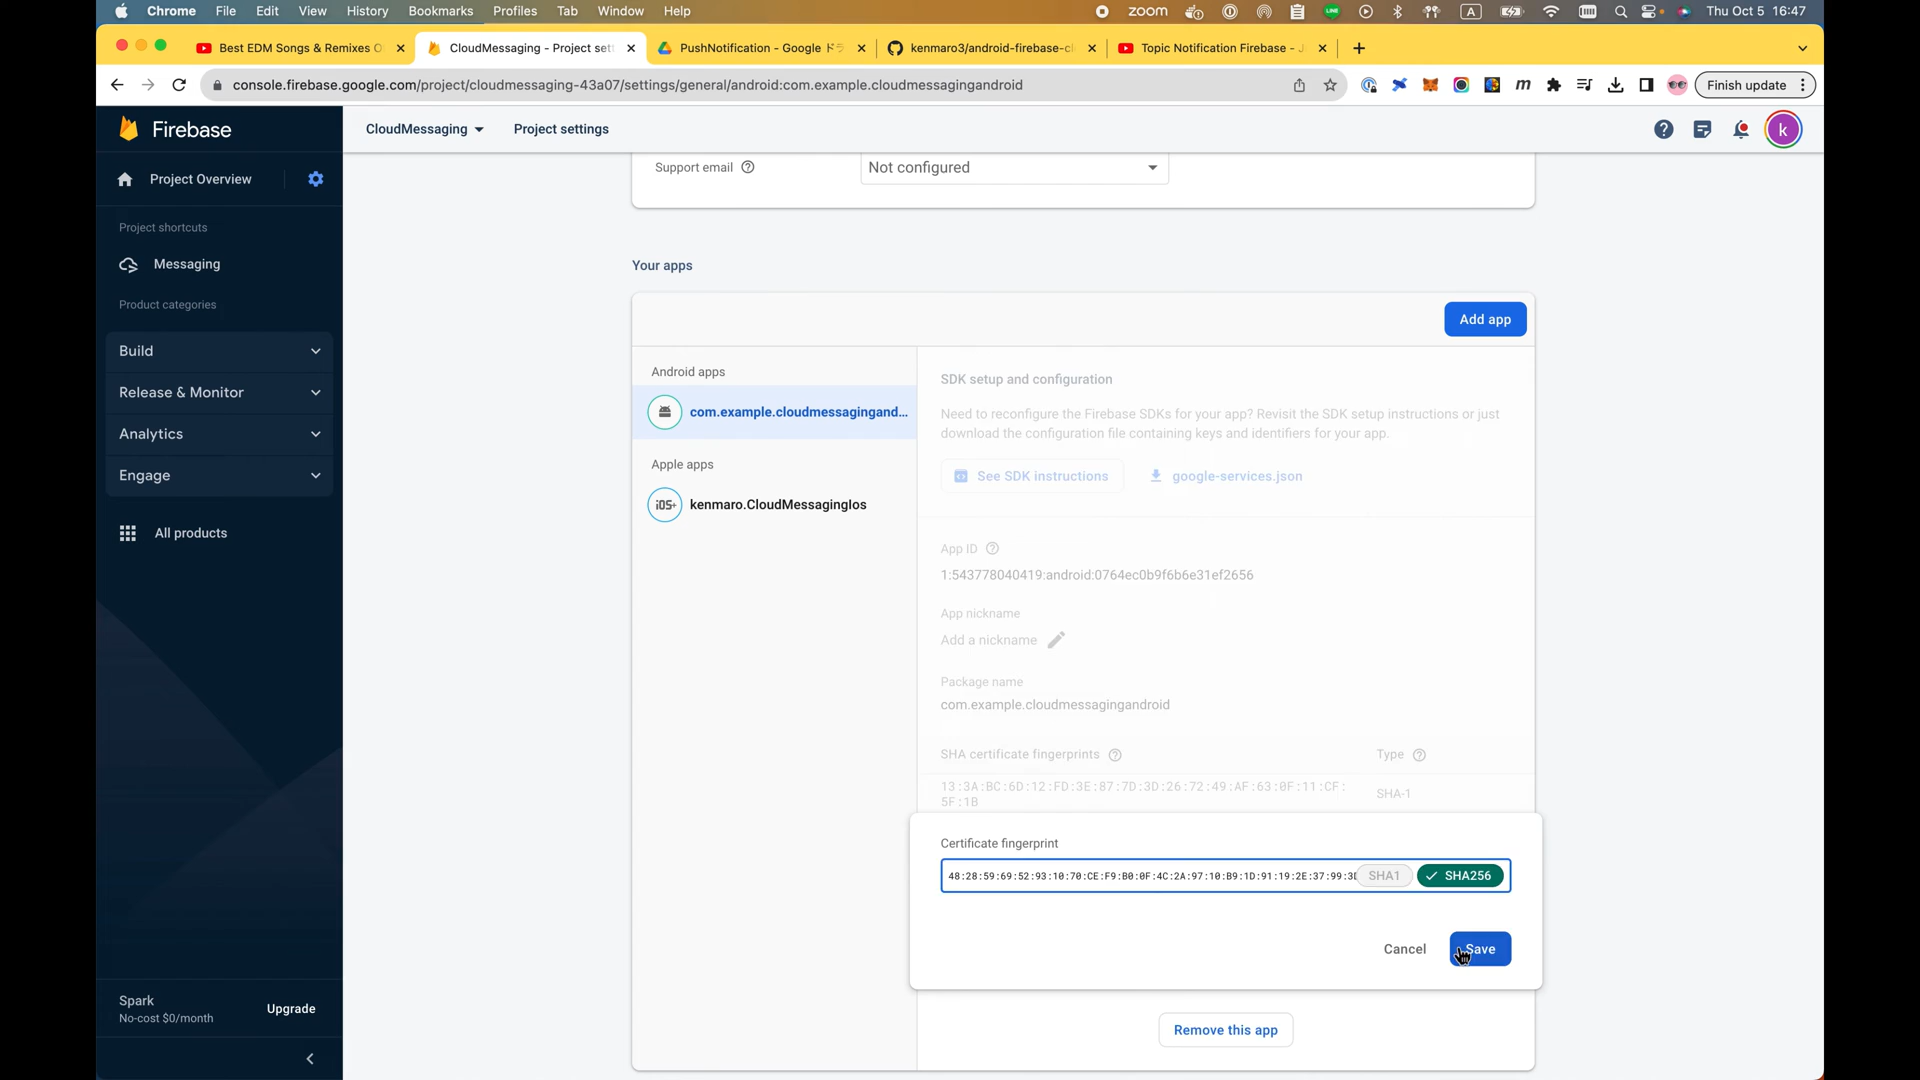 Chrome File Edit View History Bookmarks Profiles Tab Window Help zoom LINE A Thu Oct 5 16:47
Best EDM Songs & Remixes O CloudMessaging - Project sett PushNotification - Google ドラ kenmaro3/android-firebase-cl Topic Notification Firebase - J
console.firebase.google.com/project/cloudmessaging-43a07/settings/general/android:com.example.cloudmessagingandroid m Finish update
Firebase CloudMessaging Project settings k
Project Overview
Project shortcuts
Messaging
Product categories
Build
Release & Monitor
Analytics
Engage
All products
Spark
No-cost $0/month
Upgrade
Support email Not configured
Your apps
Add app
Android apps
com.example.cloudmessagingand...
Apple apps
iOS+ kenmaro.CloudMessagingIos
SDK setup and configuration
Need to reconfigure the Firebase SDKs for your app? Revisit the SDK setup instructions or just
download the configuration file containing keys and identifiers for your app.
See SDK instructions google-services.json
App ID
1:543778040419:android:0764ec0b9f6b6e31ef2656
App nickname
Add a nickname
Package name
com.example.cloudmessagingandroid
SHA certificate fingerprints Type
13:3A:BC:6D:12:FD:3E:87:7D:3D:26:72:49:AF:63:0F:11:CF:
5F:1B
SHA-1
Certificate fingerprint
48:28:59:69:52:93:10:70:CE:F9:B0:0F:4C:2A:97:10:B9:1D:91:19:2E:37:99:3D SHA1 SHA256
Cancel Save
Remove this app